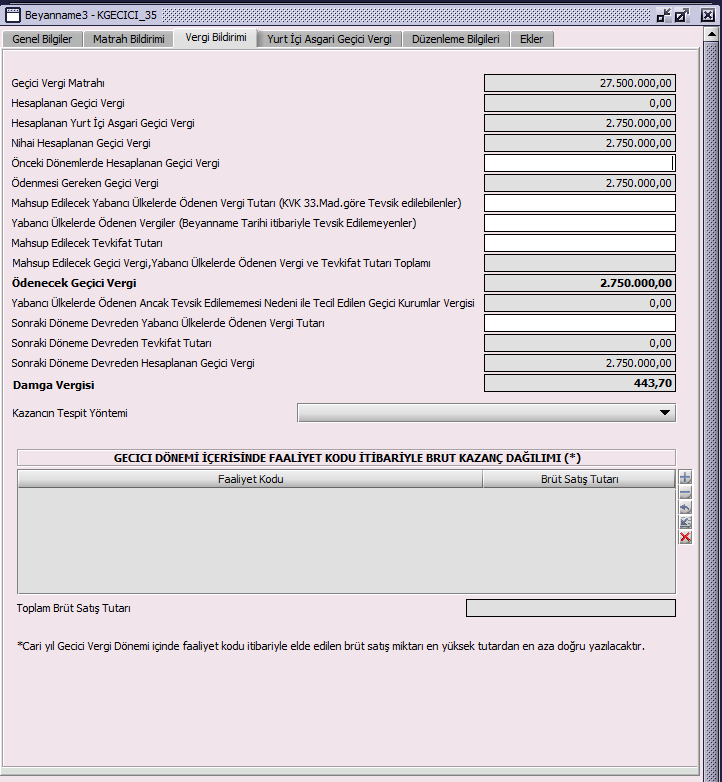 Beyanname3 - KGECICI_35
Genel Bilgiler Matrah Bildirimi Vergi Bildirimi Yurt İçi Asgari Geçici Vergi Düzenleme Bilgileri Ekler
Geçici Vergi Matrahı 27.500.000,00
Hesaplanan Geçici Vergi 0,00
Hesaplanan Yurt İçi Asgari Geçici Vergi 2.750.000,00
Nihai Hesaplanan Geçici Vergi 2.750.000,00
Önceki Dönemlerde Hesaplanan Geçici Vergi
Ödenmesi Gereken Geçici Vergi 2.750.000,00
Mahsup Edilecek Yabancı Ülkelerde Ödenen Vergi Tutarı (KVK 33.Mad.göre Tevsik edilebilenler)
Yabancı Ülkelerde Ödenen Vergiler (Beyanname Tarihi itibariyle Tevsik Edilemeyenler)
Mahsup Edilecek Tevkifat Tutarı
Mahsup Edilecek Geçici Vergi,Yabancı Ülkelerde Ödenen Vergi ve Tevkifat Tutarı Toplamı
Ödenecek Geçici Vergi 2.750.000,00
Yabancı Ülkelerde Ödenen Ancak Tevsik Edilememesi Nedeni ile Tecil Edilen Geçici Kurumlar Vergisi 0,00
Sonraki Döneme Devreden Yabancı Ülkelerde Ödenen Vergi Tutarı
Sonraki Döneme Devreden Tevkifat Tutarı 0,00
Sonraki Döneme Devreden Hesaplanan Geçici Vergi 2.750.000,00
Damga Vergisi 443,70
Kazancın Tespit Yöntemi
GECICI DÖNEMİ İÇERİSİNDE FAALİYET KODU İTİBARİYLE BRUT KAZANÇ DAĞILIMI (*)
Faaliyet Kodu Brüt Satış Tutarı
Toplam Brüt Satış Tutarı
*Cari yıl Gecici Vergi Dönemi içinde faaliyet kodu itibariyle elde edilen brüt satış miktarı en yüksek tutardan en aza doğru yazılacaktır.